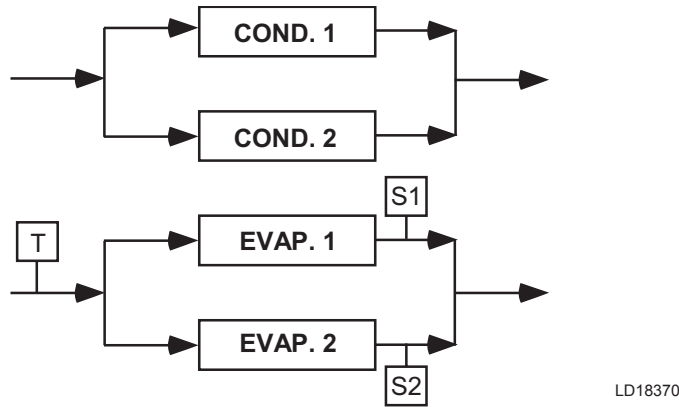 COND. 1
COND. 2
S1
T
EVAP. 1
EVAP. 2
S2
LD18370